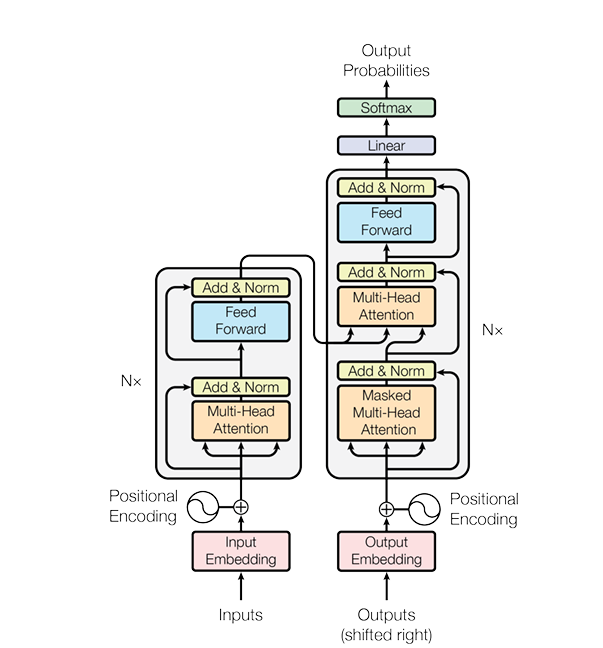 Output
Probabilities
Softmax
Linear
Add & Norm
Feed
Forward
Add & Norm
Multi-Head
Attention
Add & Norm
Masked
Multi-Head
Attention
N×
Add & Norm
Feed
Forward
Add & Norm
Multi-Head
Attention
N×
Positional
Encoding
Positional
Encoding
Input
Embedding
Output
Embedding
Inputs
Outputs
(shifted right)